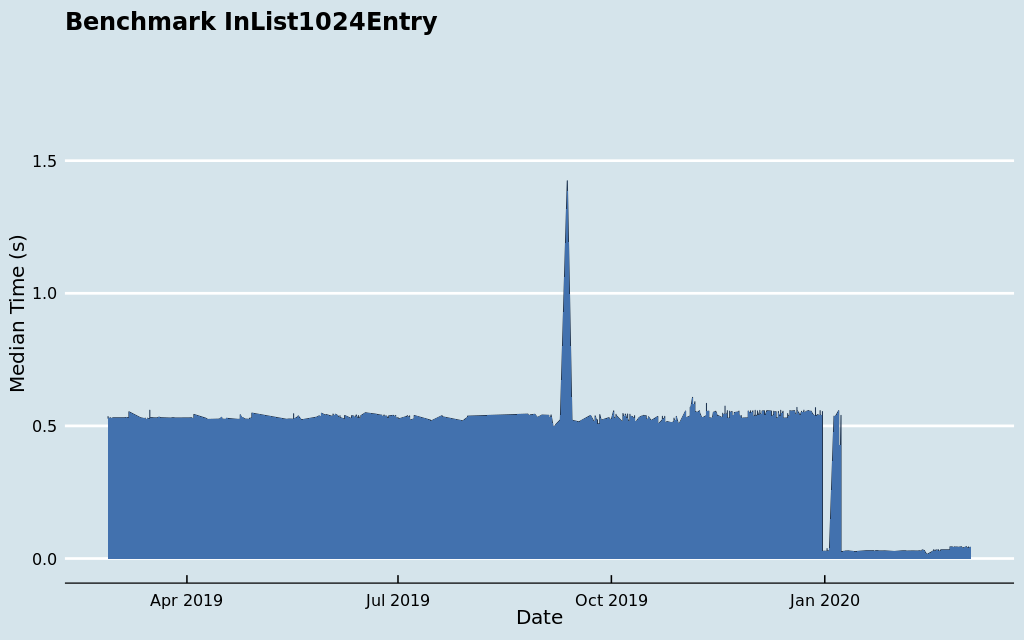 Benchmark InList1024Entry
1.5
1.0
0.5
0.0
Median Time (s)
Apr 2019
Jul 2019
Oct 2019
Jan 2020
Date